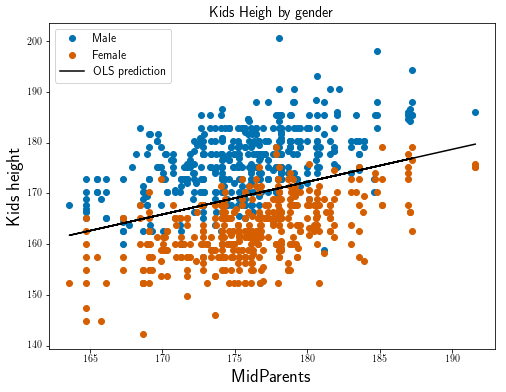 Kids Heigh by gender
Male
Female
OLS prediction
Kids height
200
190
180
170
160
150
140
165 170 175 180 185 190
MidParents